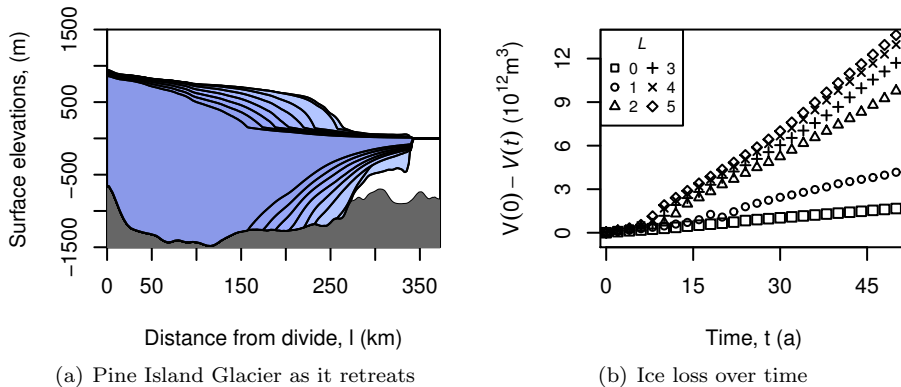 1500
500
−500
−1500
Surface elevations, (m)
0 50 150 250 350
Distance from divide, l (km)
(a) Pine Island Glacier as it retreats
12
9
6
3
0
V(0) − V(t) (10¹²m³)
L
0 3
1 4
2 5
0 15 30 45
Time, t (a)
(b) Ice loss over time